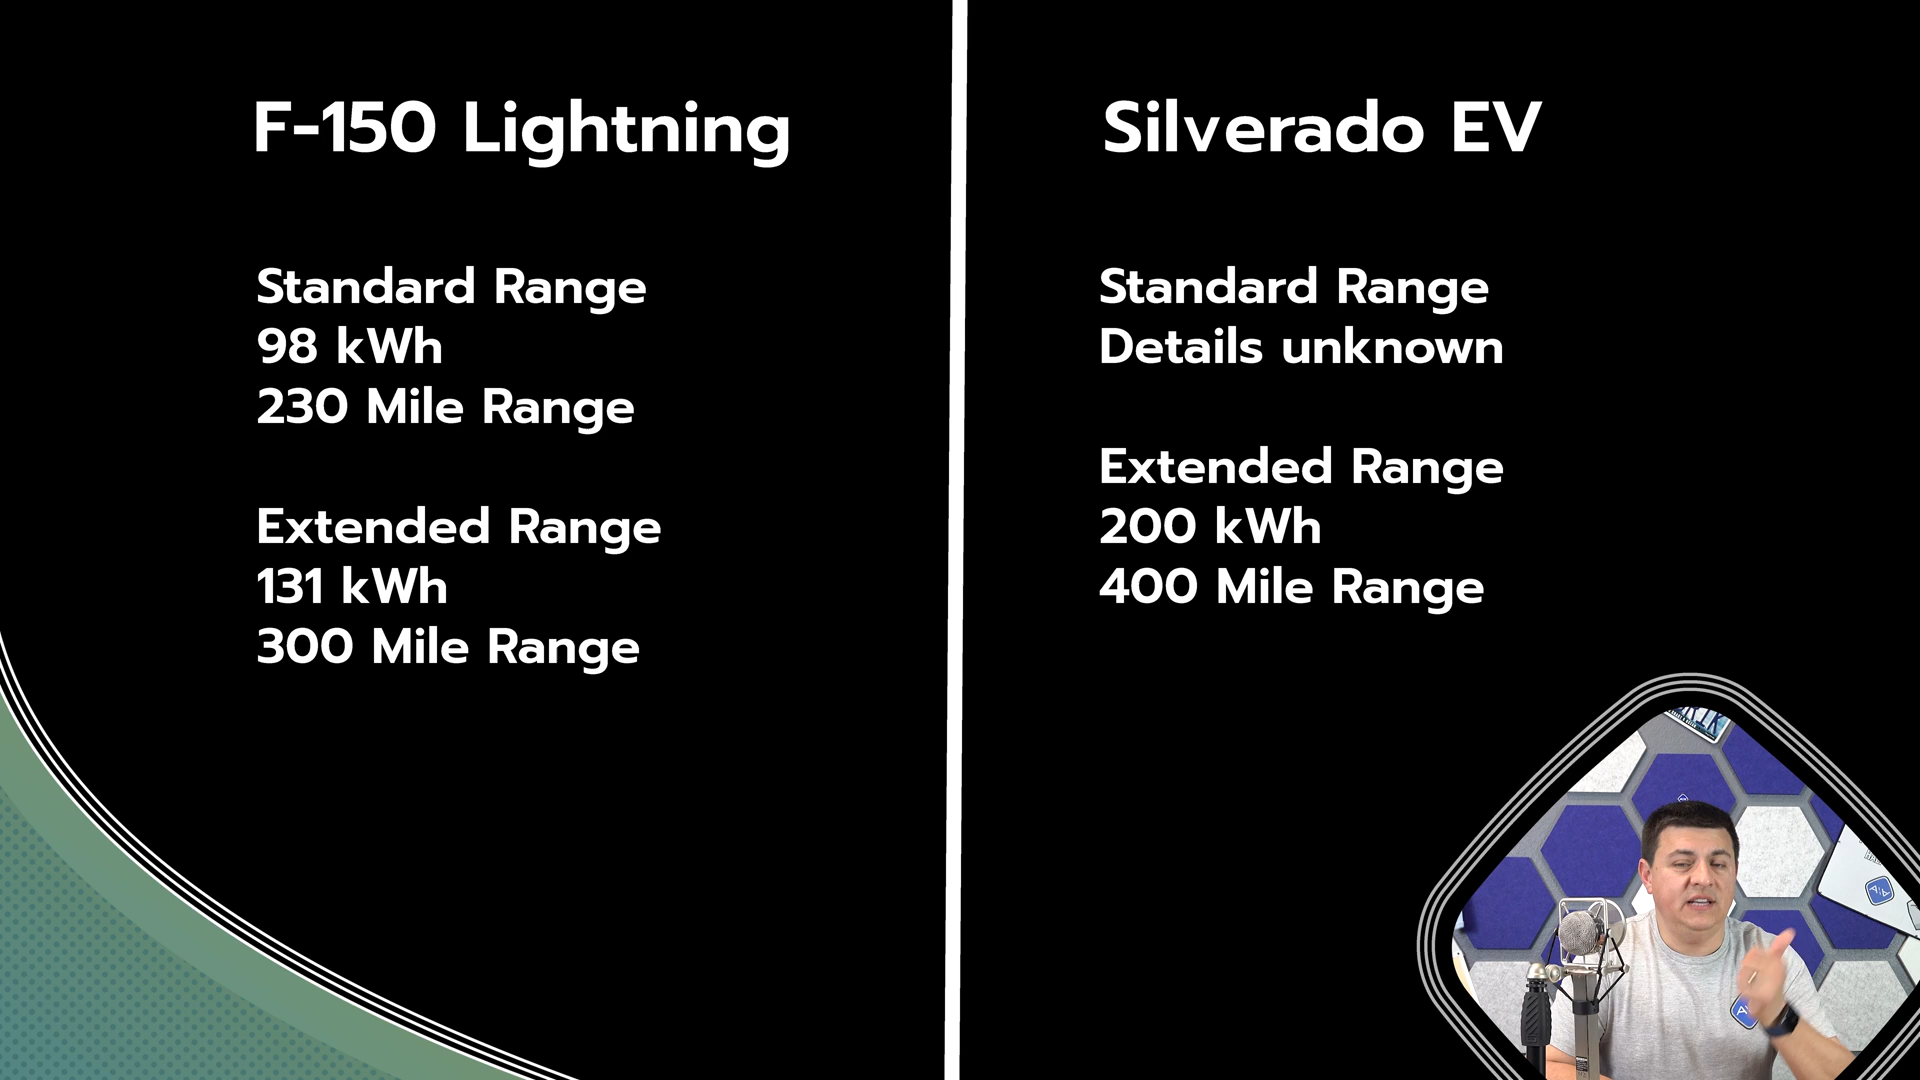 F-150 Lightning
Standard Range
98 kWh
230 Mile Range
Extended Range
131 kWh
300 Mile Range
Silverado EV
Standard Range
Details unknown
Extended Range
200 kWh
400 Mile Range